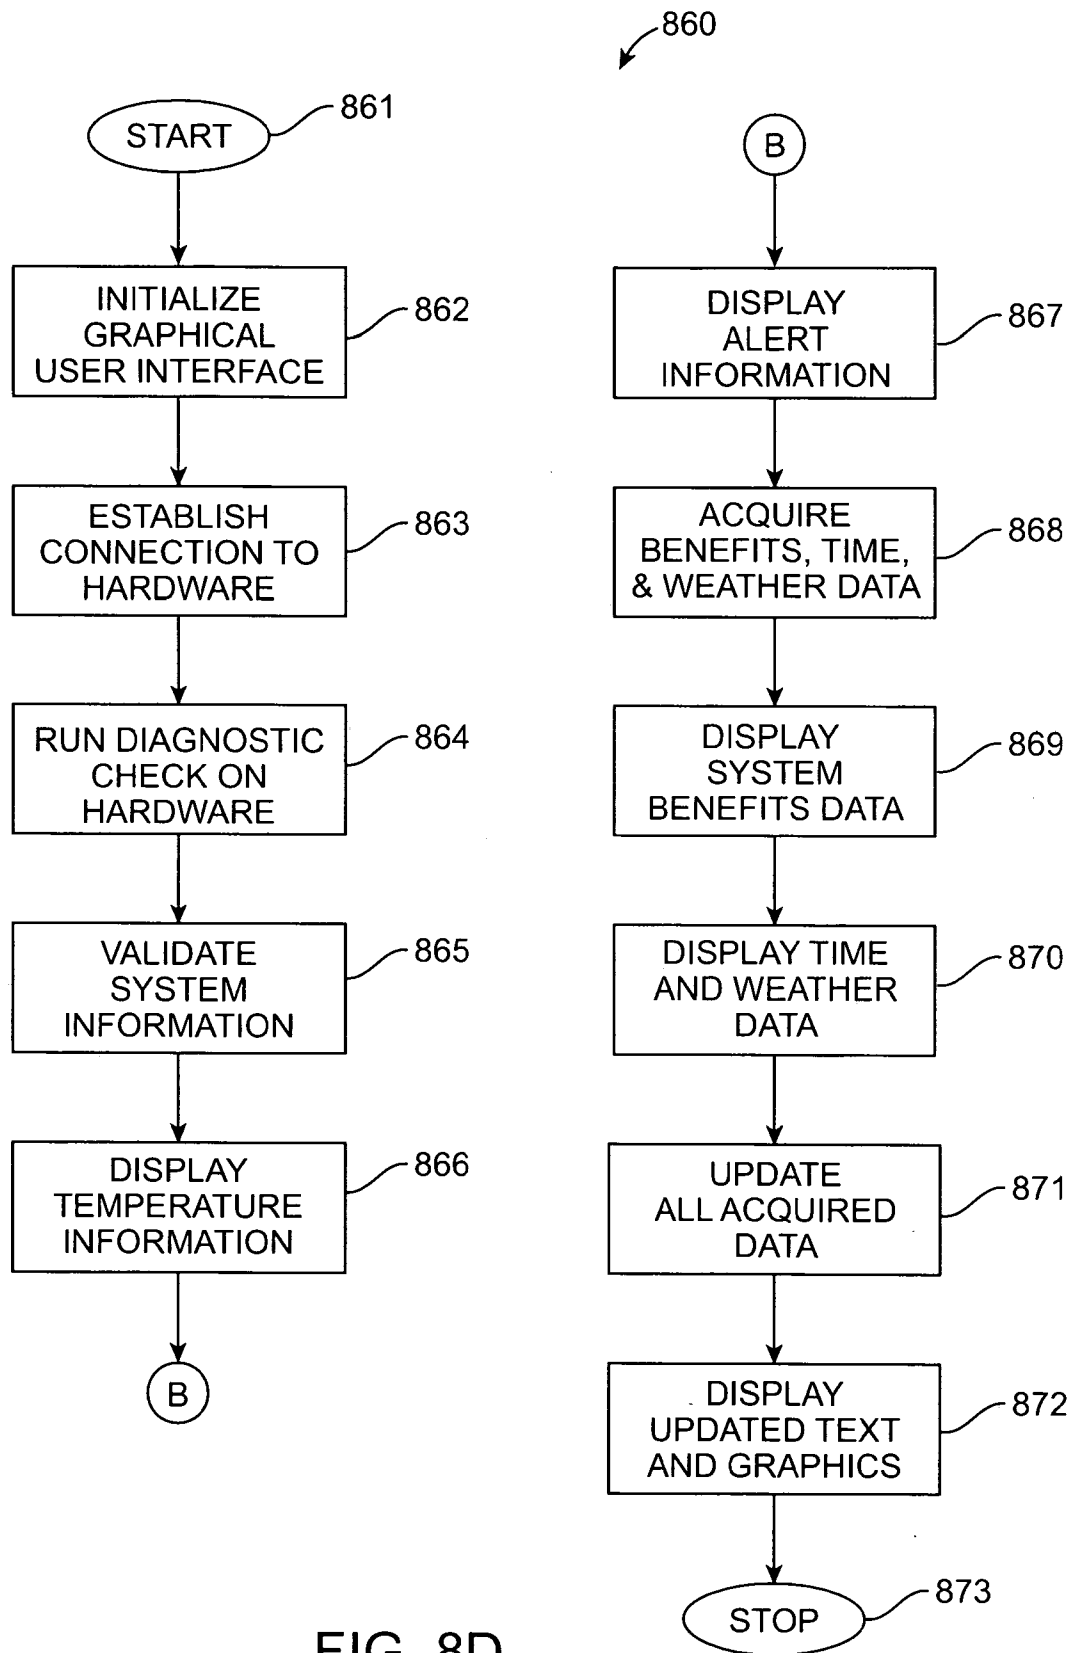 860
START
861
INITIALIZE
GRAPHICAL
USER INTERFACE
862
ESTABLISH
CONNECTION TO
HARDWARE
863
RUN DIAGNOSTIC
CHECK ON
HARDWARE
864
VALIDATE
SYSTEM
INFORMATION
865
DISPLAY
TEMPERATURE
INFORMATION
866
B
B
DISPLAY
ALERT
INFORMATION
867
ACQUIRE
BENEFITS, TIME,
& WEATHER DATA
868
DISPLAY
SYSTEM
BENEFITS DATA
869
DISPLAY TIME
AND WEATHER
DATA
870
UPDATE
ALL ACQUIRED
DATA
871
DISPLAY
UPDATED TEXT
AND GRAPHICS
872
STOP
873
FIG. 8D